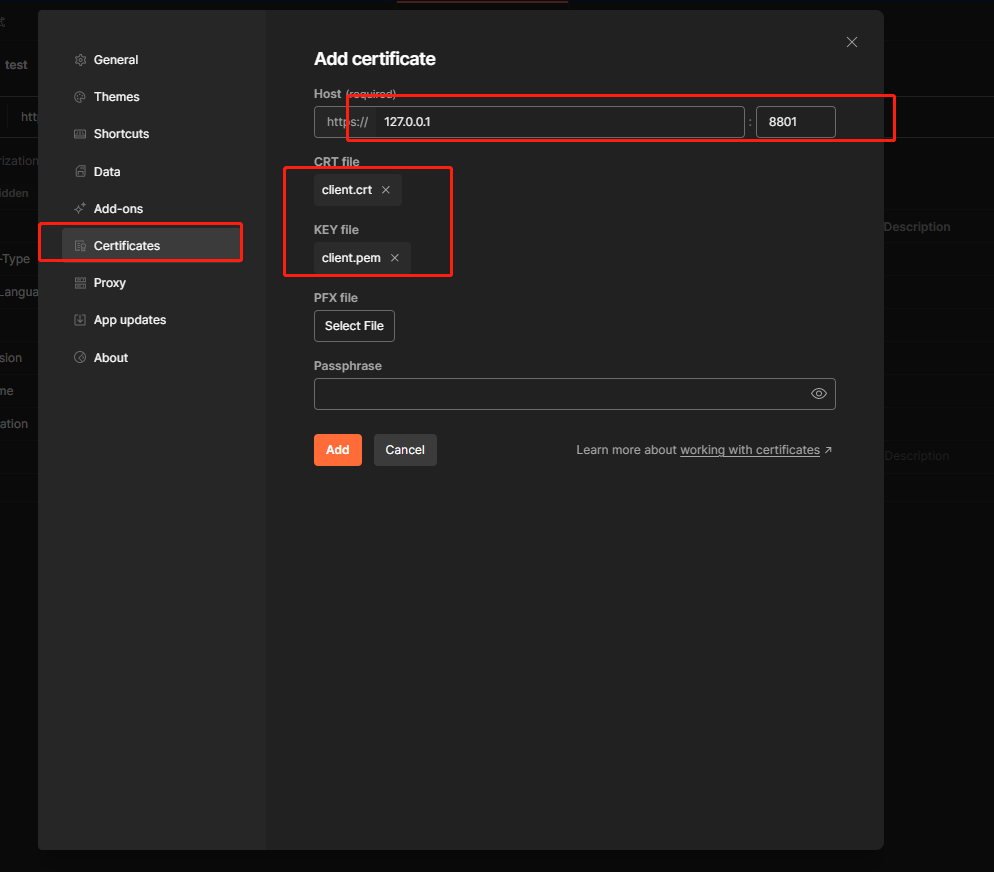 test
General
Themes
Shortcuts
Data
Add-ons
Certificates
Proxy
App updates
About
Add certificate
Host (required)
https:// 127.0.0.1 : 8801
CRT file
client.crt
KEY file
client.pem
PFX file
Select File
Passphrase
Add Cancel Learn more about working with certificates ↗
htt
rization
idden
Description
-Type
Langua
sion
me
ation
Description